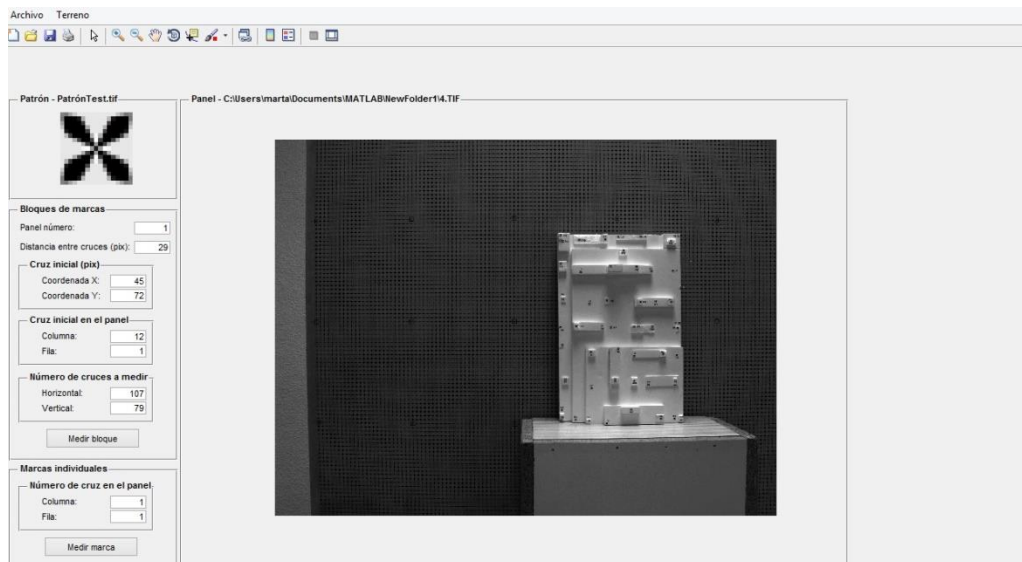 Archivo Terreno
Patrón - PatrónTest.tif
Panel - C:\Users\marta\Documents\MATLAB\NewFolder1\4.TIF
Bloques de marcas
Panel número: 1
Distancia entre cruces (pix): 29
Cruz inicial (pix)
Coordenada X: 45
Coordenada Y: 72
Cruz inicial en el panel
Columna: 12
Fila: 1
Número de cruces a medir
Horizontal: 107
Vertical: 79
Medir bloque
Marcas individuales
Número de cruz en el panel
Columna: 1
Fila: 1
Medir marca